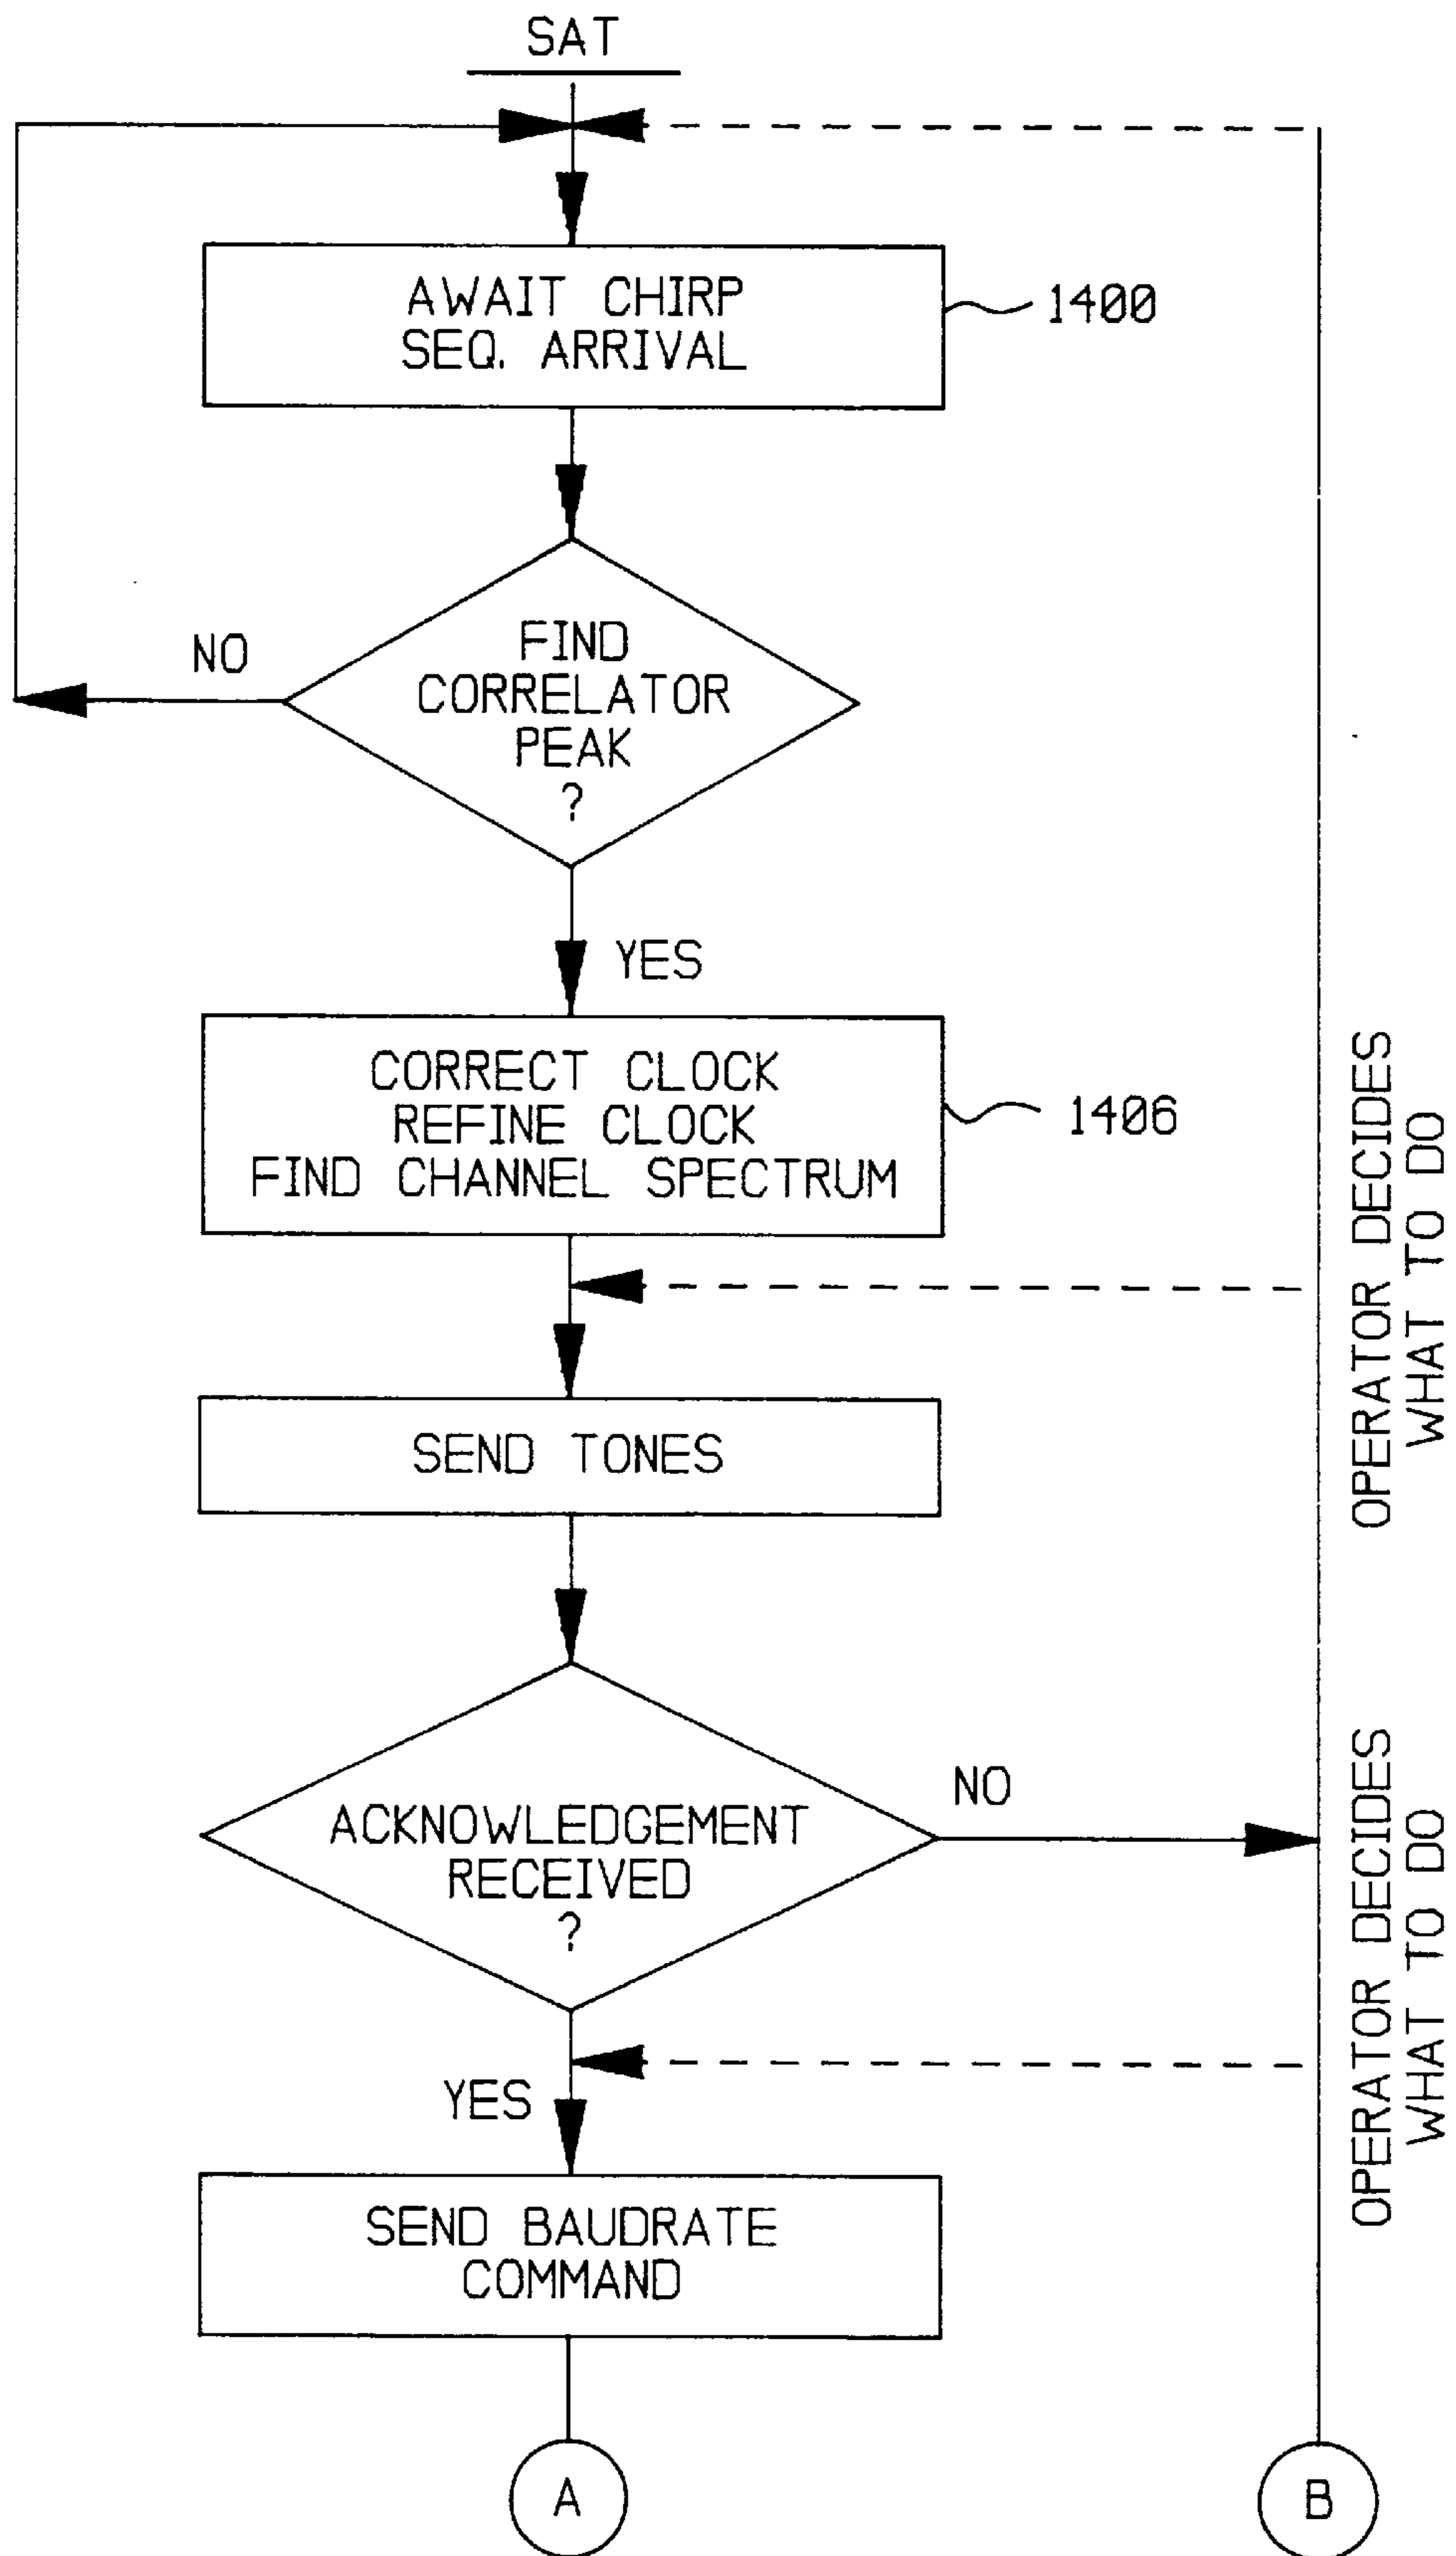 SAT
AWAIT CHIRP
SEQ. ARRIVAL
1400
FIND
CORRELATOR
PEAK
?
NO
YES
CORRECT CLOCK
REFINE CLOCK
FIND CHANNEL SPECTRUM
1406
OPERATOR DECIDES
WHAT TO DO
SEND TONES
ACKNOWLEDGEMENT
RECEIVED
?
NO
YES
OPERATOR DECIDES
WHAT TO DO
SEND BAUDRATE
COMMAND
A
B